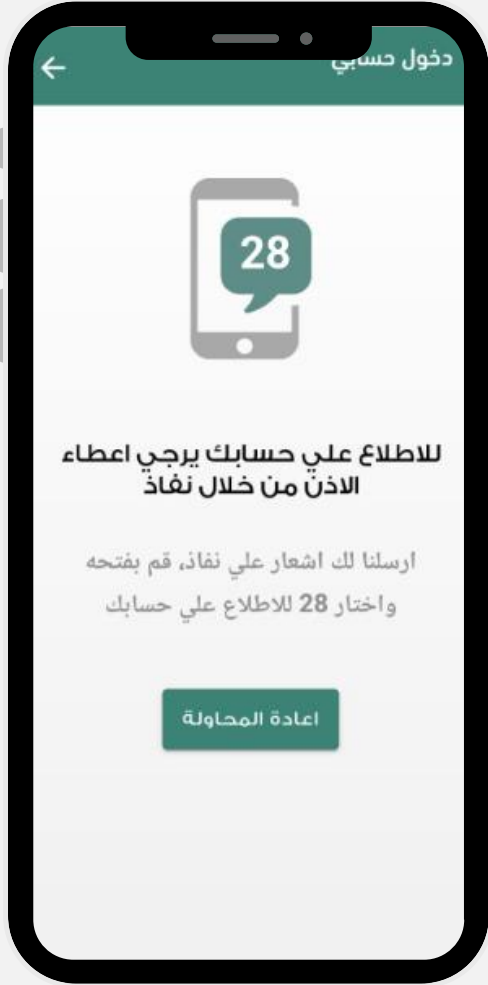 دخول حسابي
28
للاطلاع علي حسابك يرجي اعطاء
الاذن من خلال نفاذ
ارسلنا لك اشعار علي نفاذ، قم بفتحه
واختار 28 للاطلاع علي حسابك
اعادة المحاولة